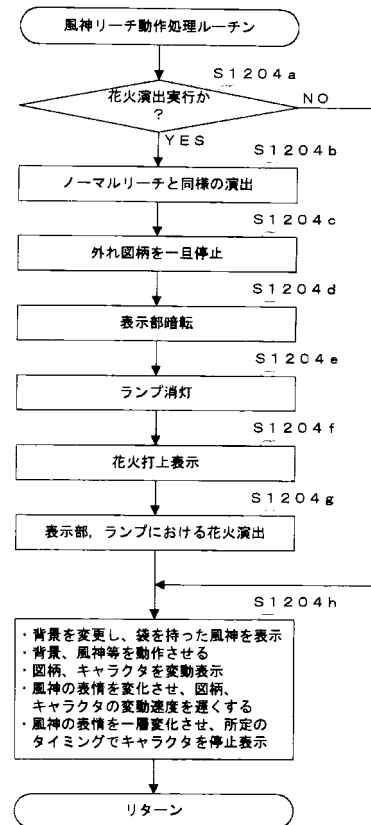 風神リーチ動作処理ルーチン
S1204a
花火演出実行か
?
NO
YES
S1204b
ノーマルリーチと同様の演出
S1204c
外れ図柄を一旦停止
S1204d
表示部暗転
S1204e
ランプ消灯
S1204f
花火打上表示
S1204g
表示部,ランプにおける花火演出
S1204h
・背景を変更し、袋を持った風神を表示
・背景、風神等を動作させる
・図柄、キャラクタを変動表示
・風神の表情を変化させ、図柄、
キャラクタの変動速度を遅くする
・風神の表情を一層変化させ、所定の
タイミングでキャラクタを停止表示
リターン